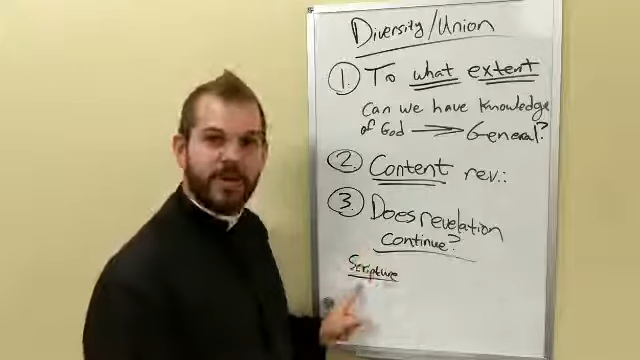 Diversity/Union
1. To what extent
Can we have knowledge
of God → General?
2. Content rev.:
3. Does revelation
continue?
Scripture